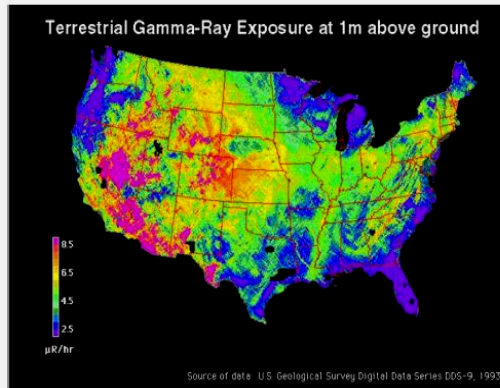 Terrestrial Gamma-Ray Exposure at 1m above ground
8.5
6.5
4.5
2.5
µR/hr
Source of data: U.S. Geological Survey Digital Data Series DDS-9, 1993